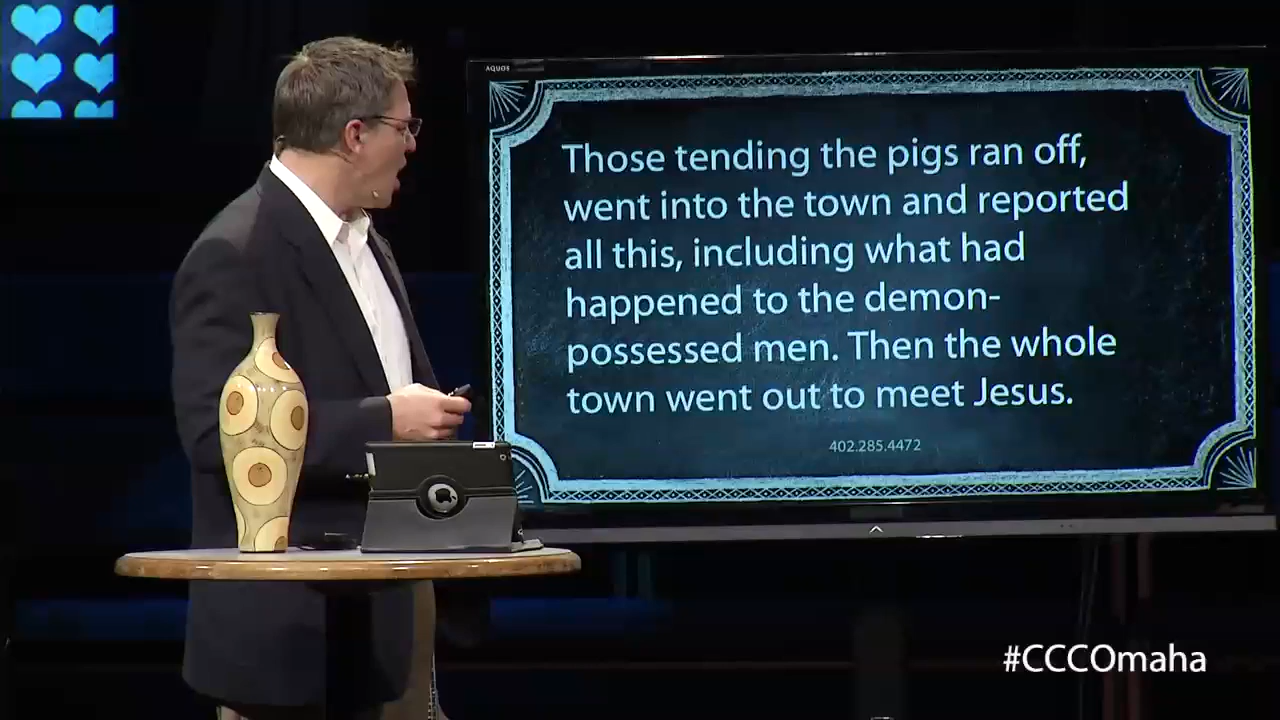 AQUOS
Those tending the pigs ran off,
went into the town and reported
all this, including what had
happened to the demon-
possessed men. Then the whole
town went out to meet Jesus.
402.285.4472
#CCCOmaha